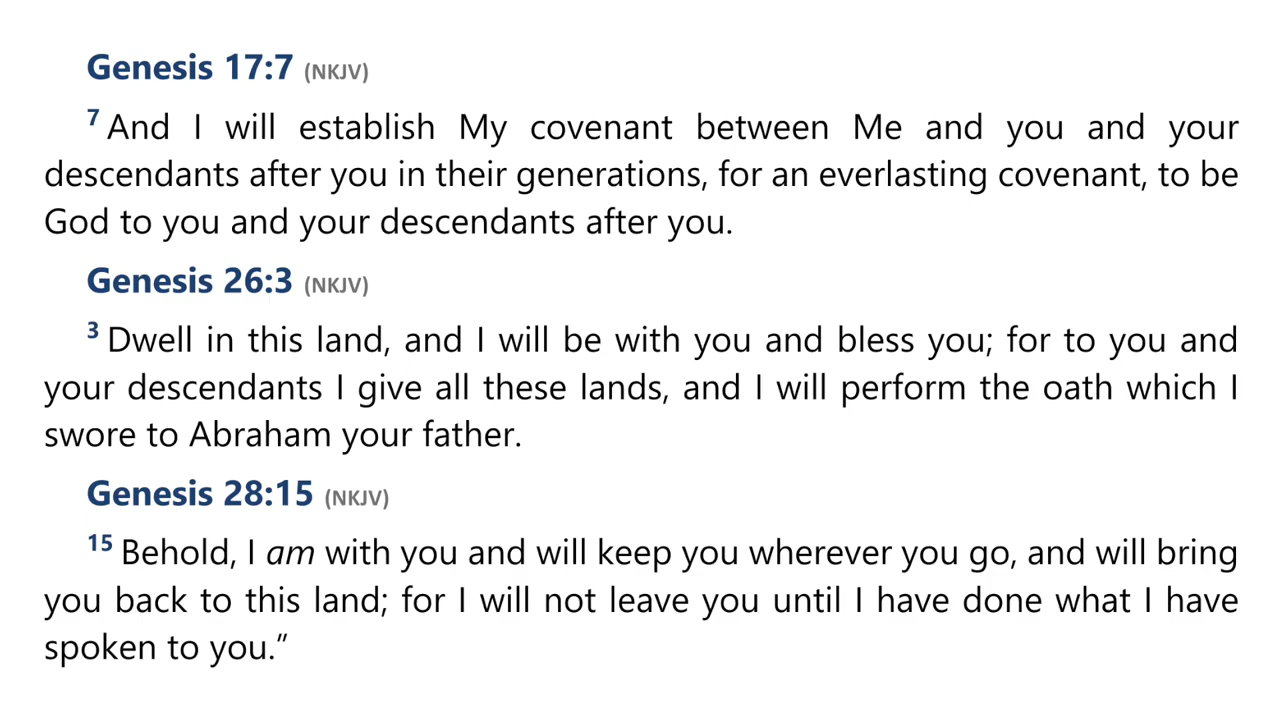 Genesis 17:7 (NKJV)
7 And I will establish My covenant between Me and you and your
descendants after you in their generations, for an everlasting covenant, to be
God to you and your descendants after you.
Genesis 26:3 (NKJV)
3 Dwell in this land, and I will be with you and bless you; for to you and
your descendants I give all these lands, and I will perform the oath which I
swore to Abraham your father.
Genesis 28:15 (NKJV)
15 Behold, I am with you and will keep you wherever you go, and will bring
you back to this land; for I will not leave you until I have done what I have
spoken to you.”